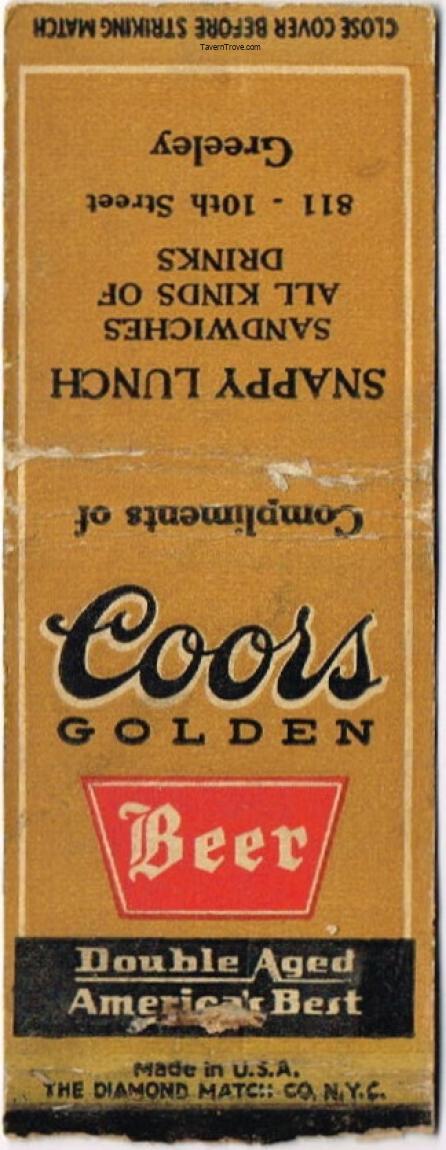 CLOSE COVER BEFORE STRIKING MATCH
TavernTrove.com
Compliments of
SNAPPY LUNCH
SANDWICHES
ALL KINDS OF
DRINKS
811 - 10th Street
Greeley
Coors
GOLDEN
Beer
Double Aged
America's Best
Made in U.S.A.
THE DIAMOND MATCH CO. N.Y.C.